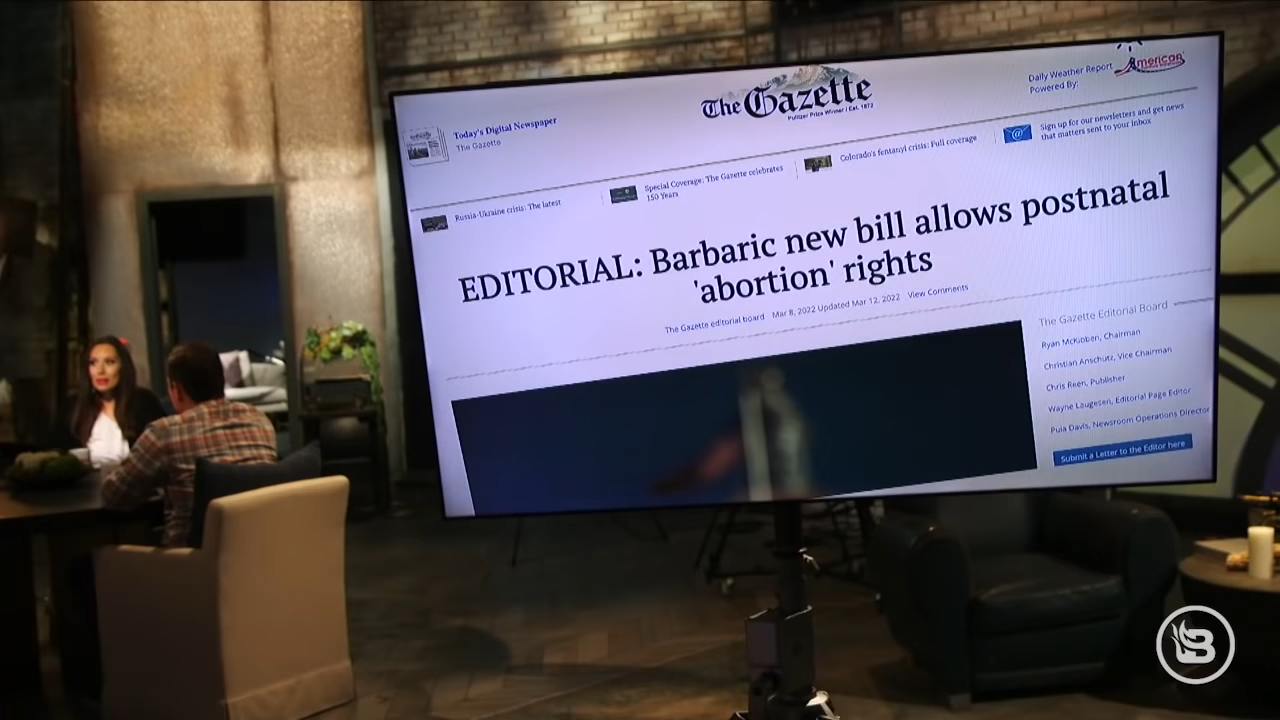 The Gazette
Pulitzer Prize Winner | Est. 1872
Daily Weather Report
Powered By:
American
Today's Digital Newspaper
The Gazette
Russia-Ukraine crisis: The latest
Special Coverage: The Gazette celebrates
150 Years
Colorado's fentanyl crisis: Full coverage
Sign up for our newsletters and get news
that matters sent to your inbox
EDITORIAL: Barbaric new bill allows postnatal
'abortion' rights
The Gazette editorial board Mar 8, 2022 Updated Mar 12, 2022 View Comments
The Gazette Editorial Board
Ryan McKibben, Chairman
Christian Anschutz, Vice Chairman
Chris Reen, Publisher
Wayne Laugesen, Editorial Page Editor
Pula Davis, Newsroom Operations Director
Submit a Letter to the Editor here
B